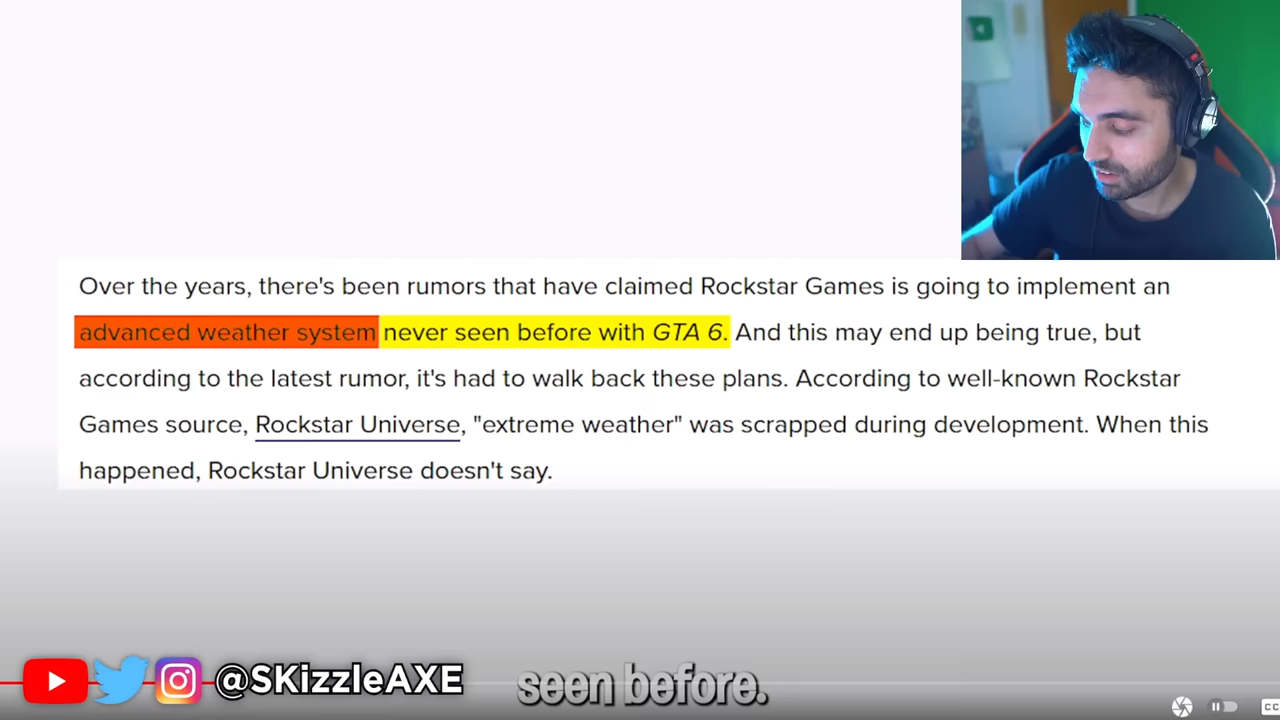 Over the years, there's been rumors that have claimed Rockstar Games is going to implement an
advanced weather system never seen before with GTA 6. And this may end up being true, but
according to the latest rumor, it's had to walk back these plans. According to well-known Rockstar
Games source, Rockstar Universe, "extreme weather" was scrapped during development. When this
happened, Rockstar Universe doesn't say.
@SKizzleAXE
seen before.
CC